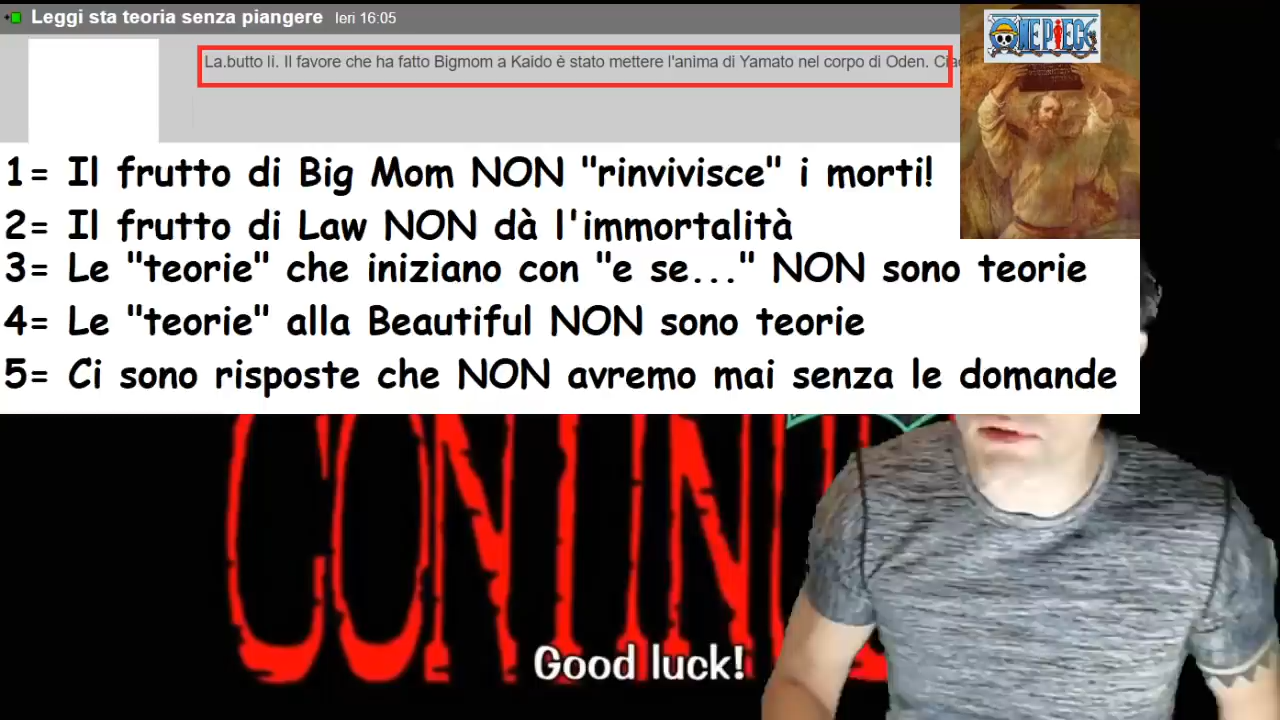 Leggi sta teoria senza piangere Ieri 16:05
ONE PIECE
La.butto li. Il favore che ha fatto Bigmom a Kaido è stato mettere l'anima di Yamato nel corpo di Oden.
1= Il frutto di Big Mom NON "rinvivisce" i morti!
2= Il frutto di Law NON dà l'immortalità
3= Le "teorie" che iniziano con "e se..." NON sono teorie
4= Le "teorie" alla Beautiful NON sono teorie
5= Ci sono risposte che NON avremo mai senza le domande
Good luck!